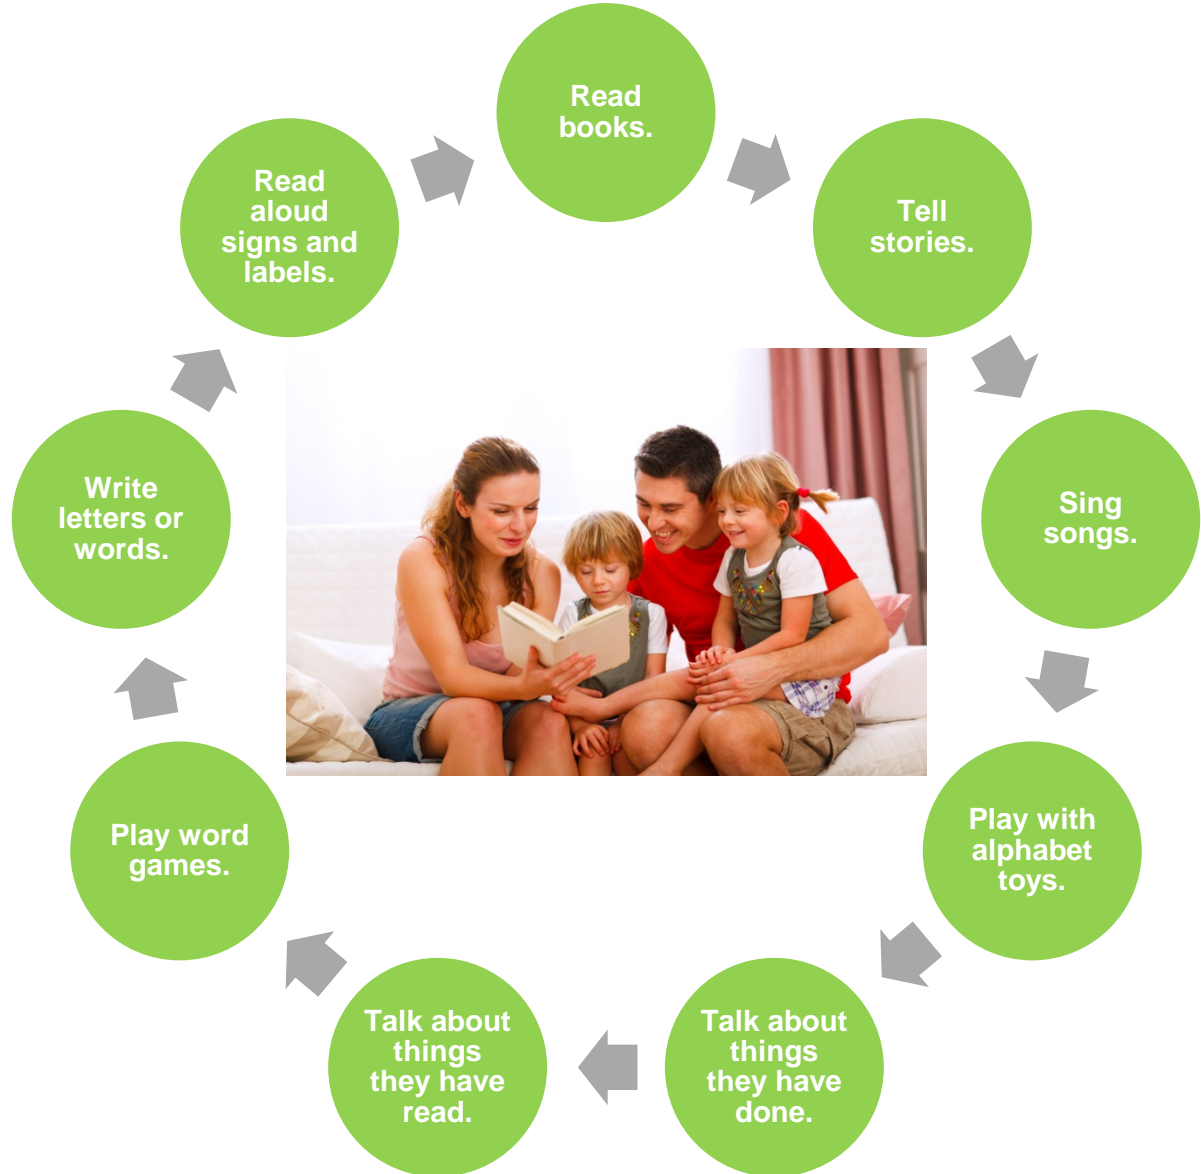 Read
books.
Tell
stories.
Sing
songs.
Play with
alphabet
toys.
Talk about
things
they have
done.
Talk about
things
they have
read.
Play word
games.
Write
letters or
words.
Read
aloud
signs and
labels.